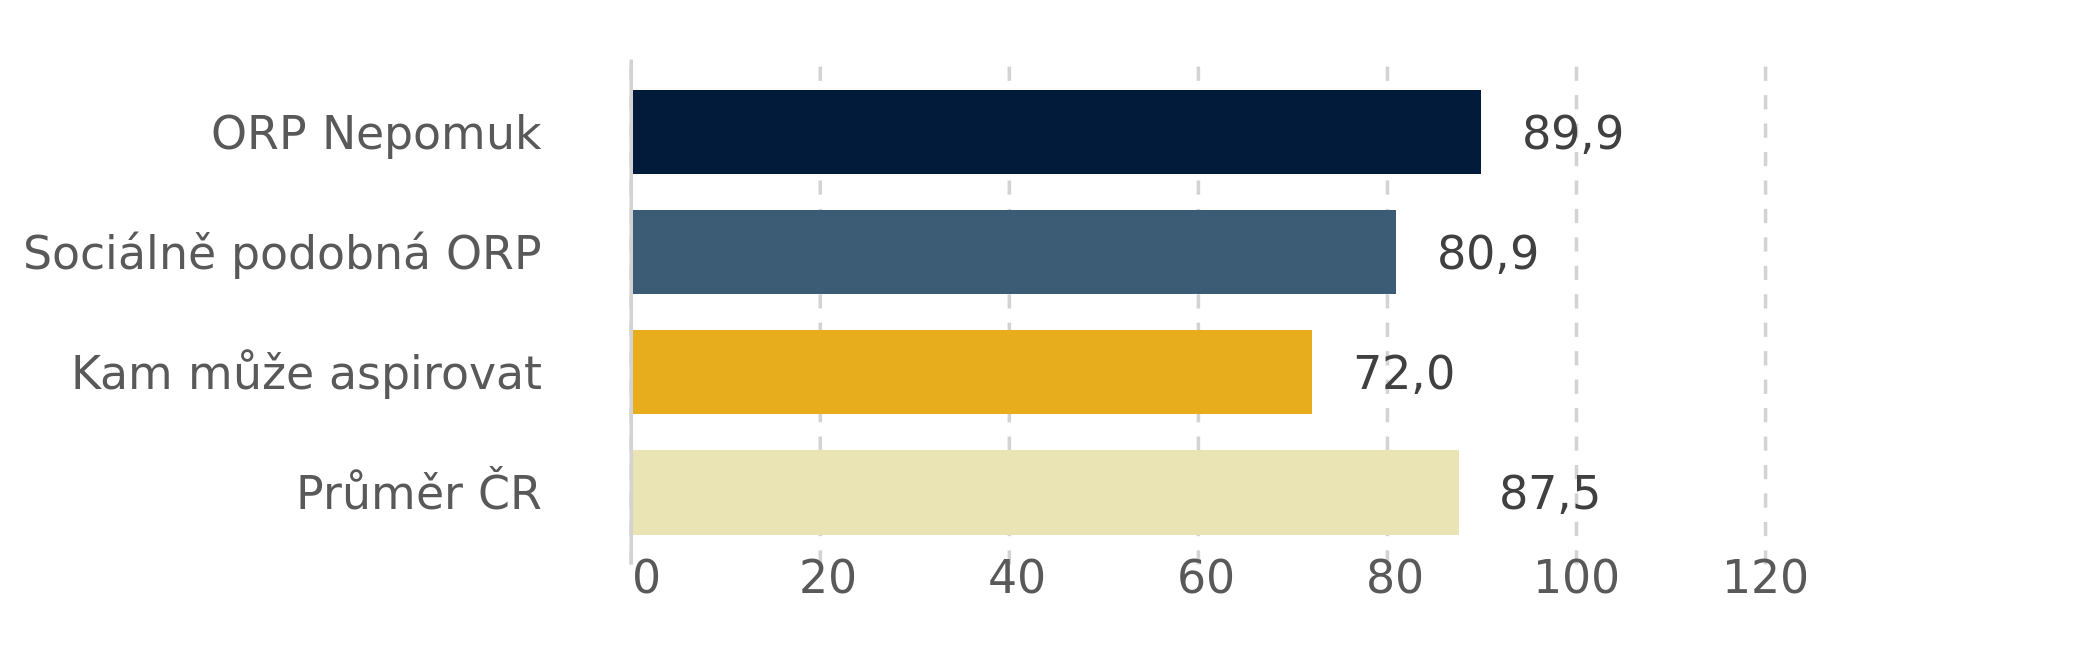 ORP Nepomuk 89,9
Sociálně podobná ORP 80,9
Kam může aspirovat 72,0
Průměr ČR 87,5
0 20 40 60 80 100 120